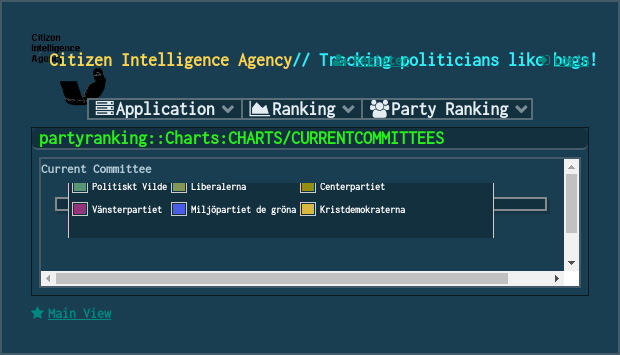 Citizen
Intelligence
Agency
Citizen Intelligence Agency// Tracking politicians like bugs!
Application Ranking Party Ranking
partyranking::Charts:CHARTS/CURRENTCOMMITTEES
Current Committee
Politiskt Vilde Liberalerna Centerpartiet
Vänsterpartiet Miljöpartiet de gröna Kristdemokraterna
Main View